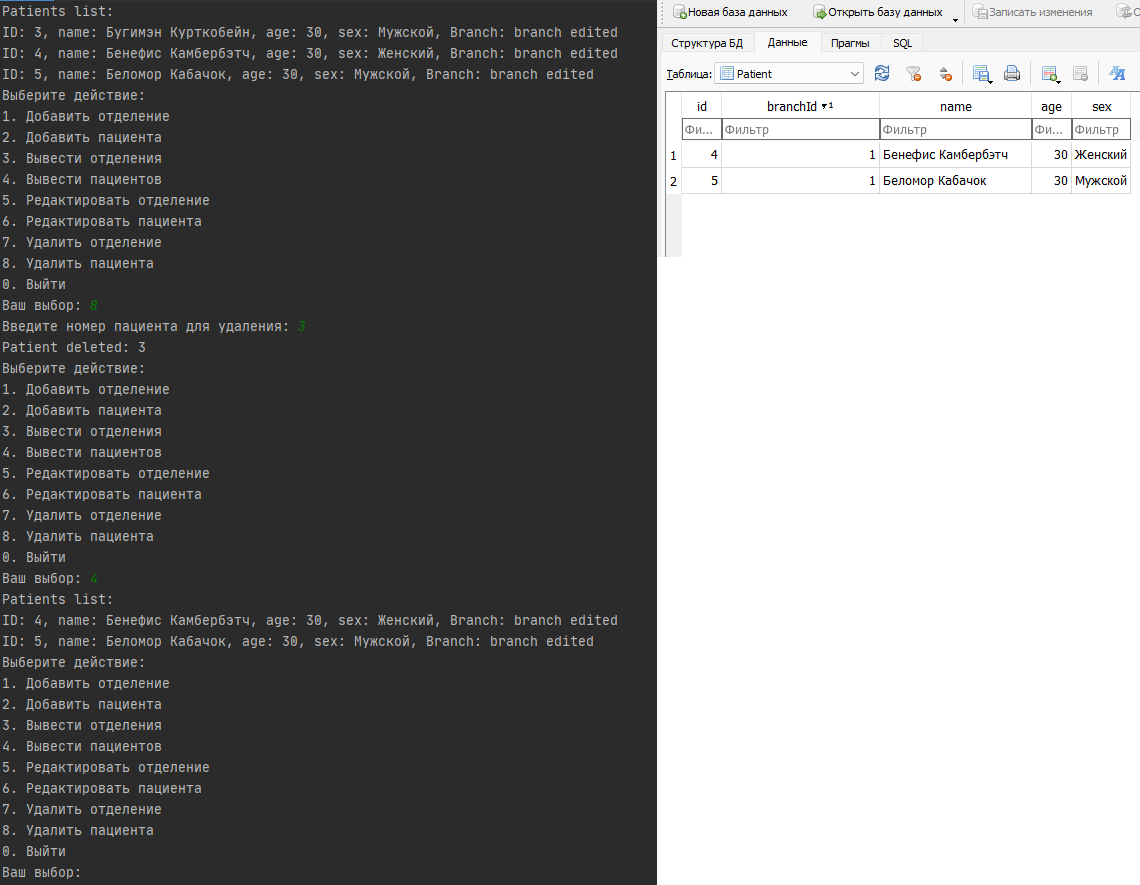 Patients list:
ID: 3, name: Бугимэн Курткобейн, age: 30, sex: Мужской, Branch: branch edited
ID: 4, name: Бенефис Камбербэтч, age: 30, sex: Женский, Branch: branch edited
ID: 5, name: Беломор Кабачок, age: 30, sex: Мужской, Branch: branch edited
Выберите действие:
1. Добавить отделение
2. Добавить пациента
3. Вывести отделения
4. Вывести пациентов
5. Редактировать отделение
6. Редактировать пациента
7. Удалить отделение
8. Удалить пациента
0. Выйти
Ваш выбор: 8
Введите номер пациента для удаления: 3
Patient deleted: 3
Выберите действие:
1. Добавить отделение
2. Добавить пациента
3. Вывести отделения
4. Вывести пациентов
5. Редактировать отделение
6. Редактировать пациента
7. Удалить отделение
8. Удалить пациента
0. Выйти
Ваш выбор: 4
Patients list:
ID: 4, name: Бенефис Камбербэтч, age: 30, sex: Женский, Branch: branch edited
ID: 5, name: Беломор Кабачок, age: 30, sex: Мужской, Branch: branch edited
Выберите действие:
1. Добавить отделение
2. Добавить пациента
3. Вывести отделения
4. Вывести пациентов
5. Редактировать отделение
6. Редактировать пациента
7. Удалить отделение
8. Удалить пациента
0. Выйти
Ваш выбор:
Новая база данных Открыть базу данных Записать изменения
Структура БД Данные Прагмы SQL
Таблица: Patient
id branchId 1 name age sex
Фи... Фильтр Фильтр Фи... Фильтр
1 4 1 Бенефис Камбербэтч 30 Женский
2 5 1 Беломор Кабачок 30 Мужской